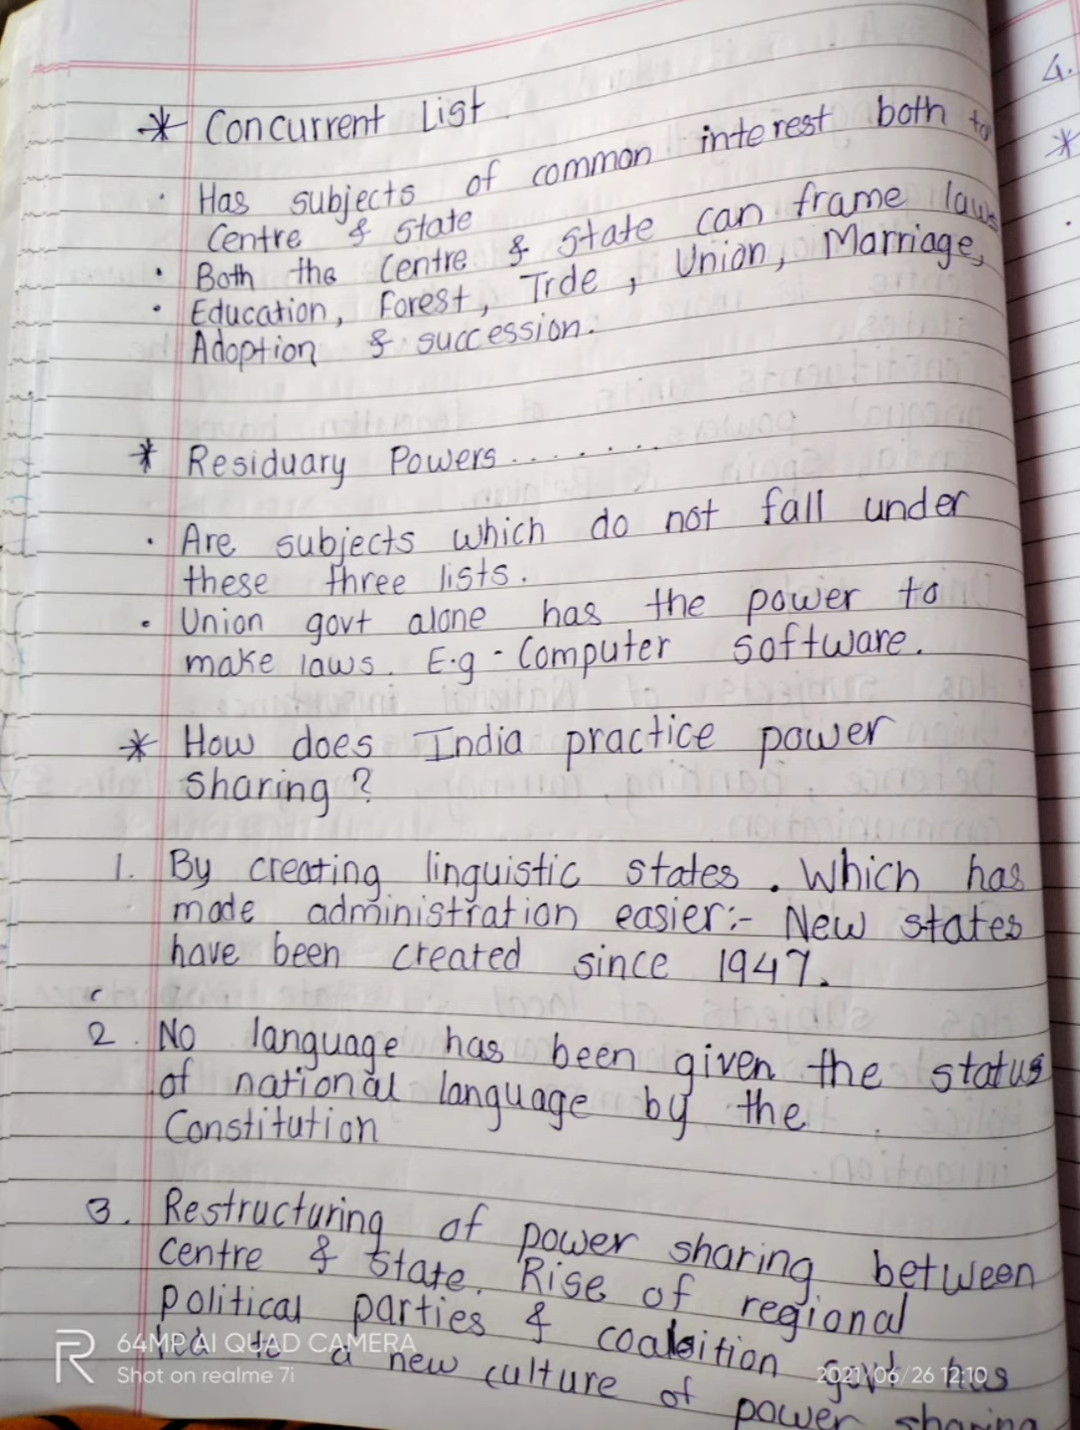 * Concurrent List.
· Has subjects of common interest both to
Centre & State
· Both the Centre & State can frame laws
· Education, Forest, Trde, Union, Marriage,
Adoption & succession.
* Residuary Powers.......
· Are subjects which do not fall under
these three lists.
· Union govt alone has the power to
make laws. E.g - Computer software.
* How does India practice power
sharing?
1. By creating linguistic states. Which has
made administration easier:- New states
have been created since 1947.
2. No language has been given the status
of national language by the
Constitution
3. Restructuring of power sharing between
Centre & State. Rise of regional
political parties & coalition govt has
led to a new culture of power sharing
4.
*
64MP AI QUAD CAMERA
Shot on realme 7i
2021/06/26 12:10